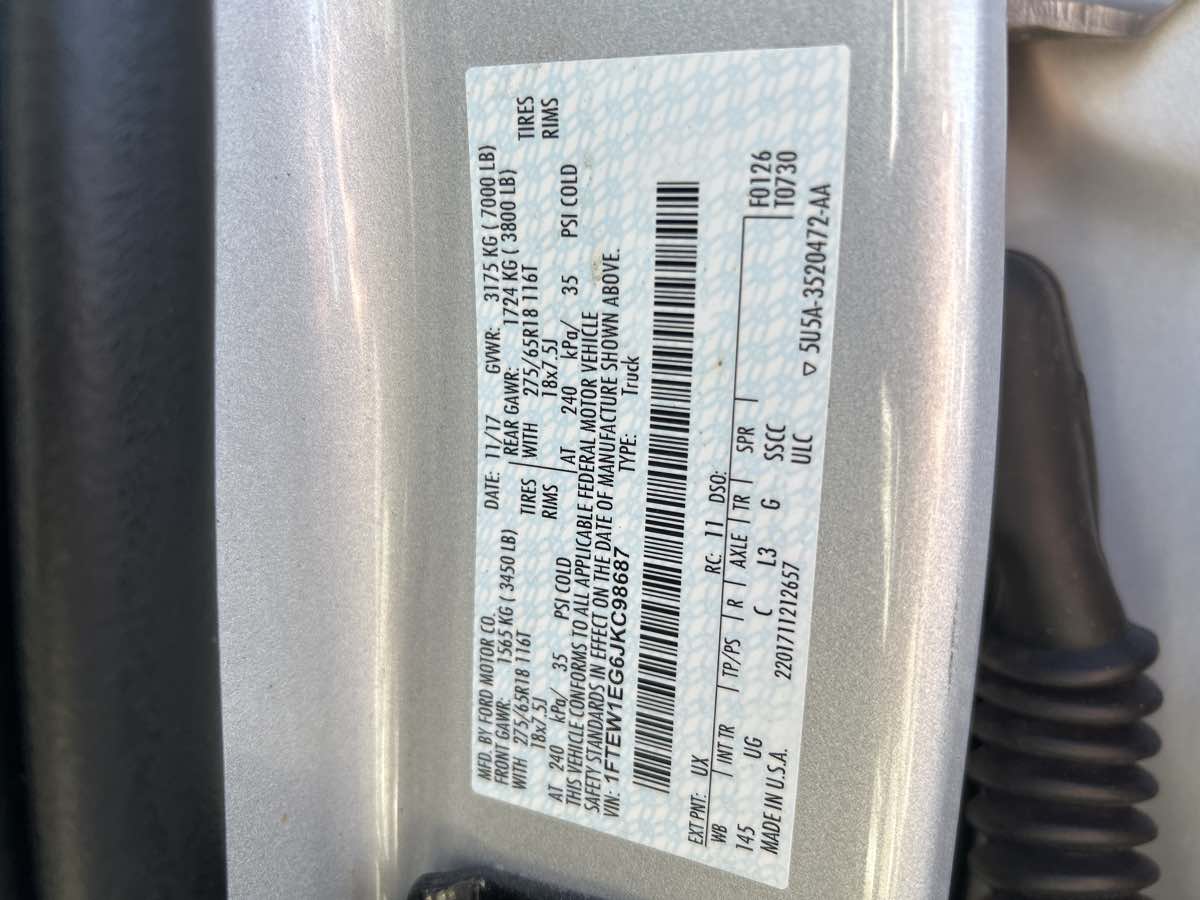 MFD. BY FORD MOTOR CO. DATE: 11/17 GVWR: 3175 KG ( 7000 LB)
FRONT GAWR: 1565 KG ( 3450 LB) REAR GAWR: 1724 KG ( 3800 LB)
WITH 275/65R18 116T TIRES WITH 275/65R18 116T TIRES
18x7.5J RIMS 18x7.5J RIMS
AT 240 kPa/ 35 PSI COLD AT 240 kPa/ 35 PSI COLD
THIS VEHICLE CONFORMS TO ALL APPLICABLE FEDERAL MOTOR VEHICLE
SAFETY STANDARDS IN EFFECT ON THE DATE OF MANUFACTURE SHOWN ABOVE.
VIN: 1FTEW1EG6JKC98687 TYPE: Truck
EXT PNT: UX RC: 11 DSO:
WB INT TR TP/PS R AXLE TR SPR F0126
145 UG C L3 G SSCC T0730
MADE IN U.S.A. 2201711212657 ULC
▽ 5U5A-3520472-AA